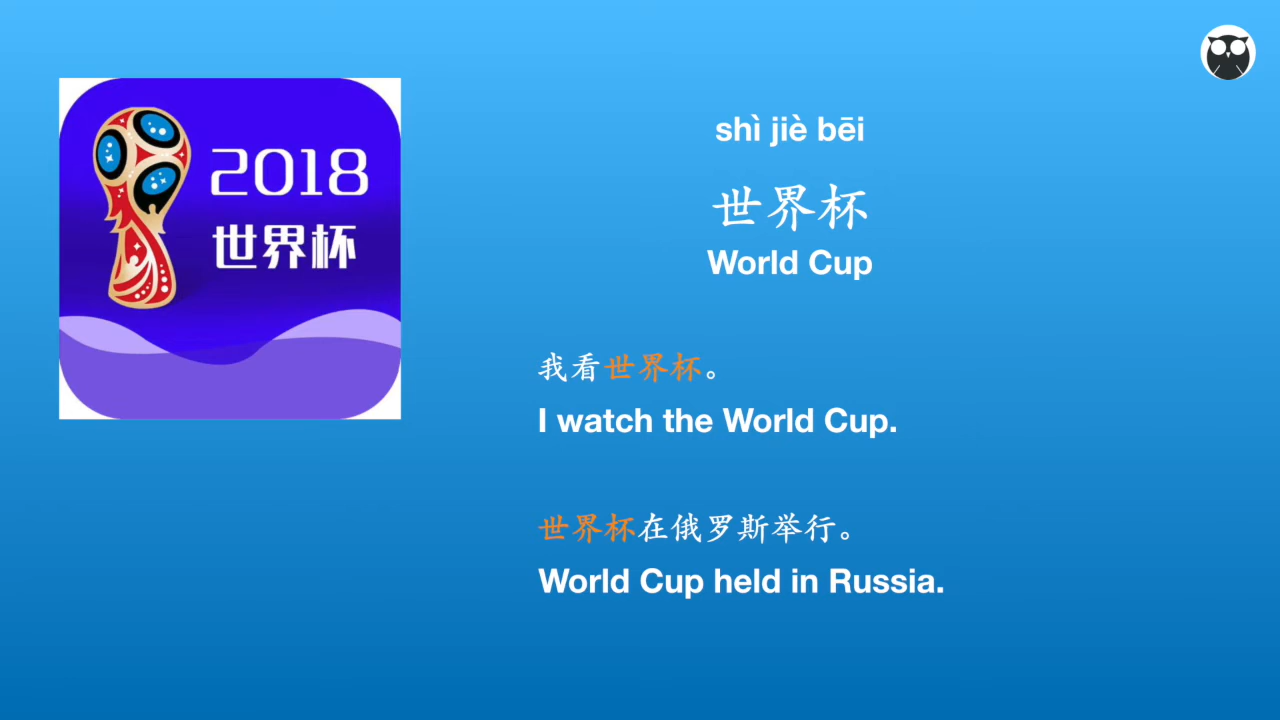 2018
世界杯
shì jiè bēi
世界杯
World Cup
我看世界杯。
I watch the World Cup.
世界杯在俄罗斯举行。
World Cup held in Russia.